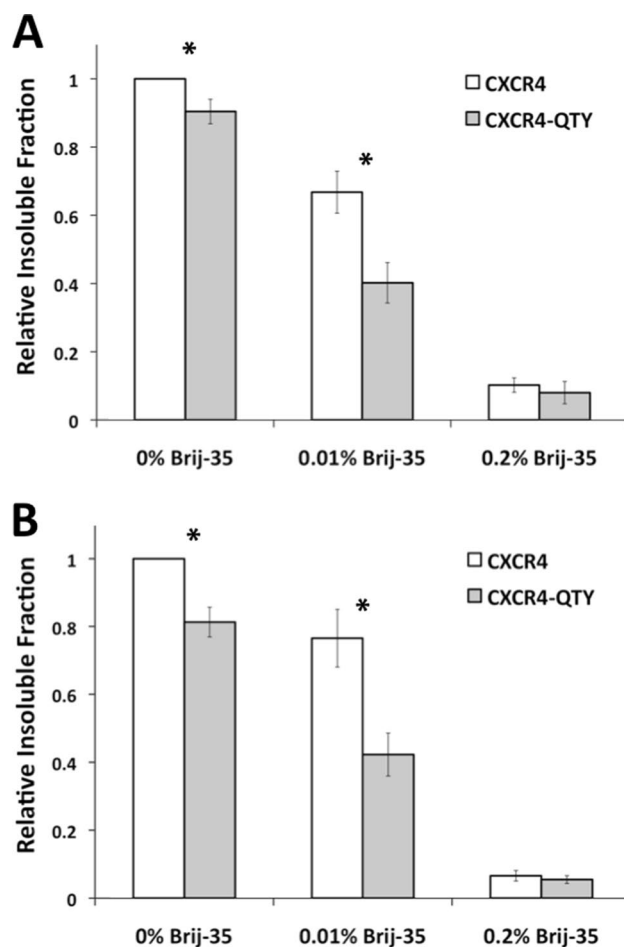 A
*
*
1
0.8
0.6
0.4
0.2
0
Relative Insoluble Fraction
CXCR4
CXCR4-QTY
0% Brij-35 0.01% Brij-35 0.2% Brij-35
B
*
*
1
0.8
0.6
0.4
0.2
0
Relative Insoluble Fraction
CXCR4
CXCR4-QTY
0% Brij-35 0.01% Brij-35 0.2% Brij-35